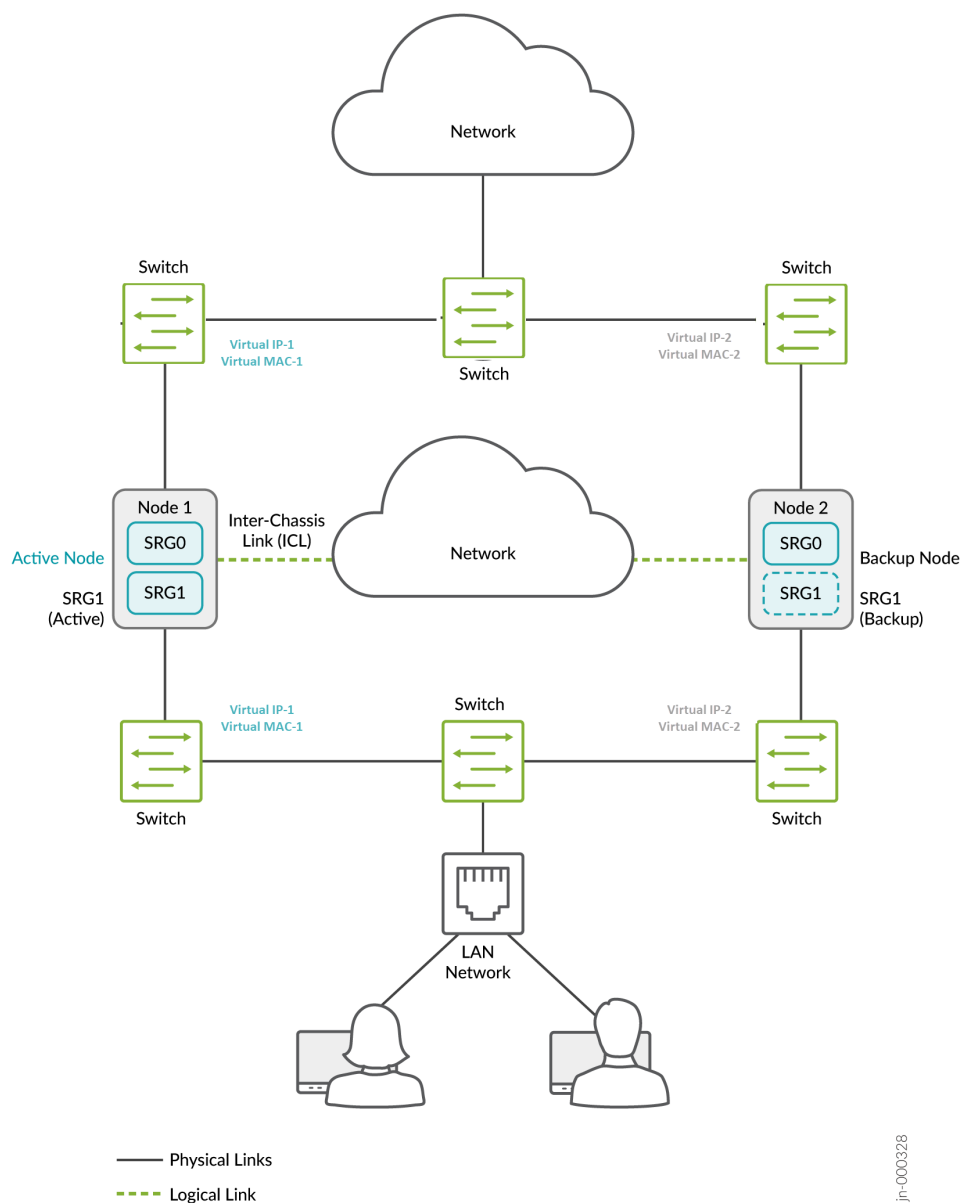 Network
Switch
Switch
Virtual IP-1
Virtual MAC-1
Virtual IP-2
Virtual MAC-2
Switch
Node 1
SRG0
SRG1
Active Node
SRG1
(Active)
Inter-Chassis
Link (ICL)
Network
Node 2
SRG0
SRG1
Backup Node
SRG1
(Backup)
Switch
Virtual IP-1
Virtual MAC-1
Virtual IP-2
Virtual MAC-2
Switch
Switch
LAN
Network
Physical Links
Logical Link
jn-000328